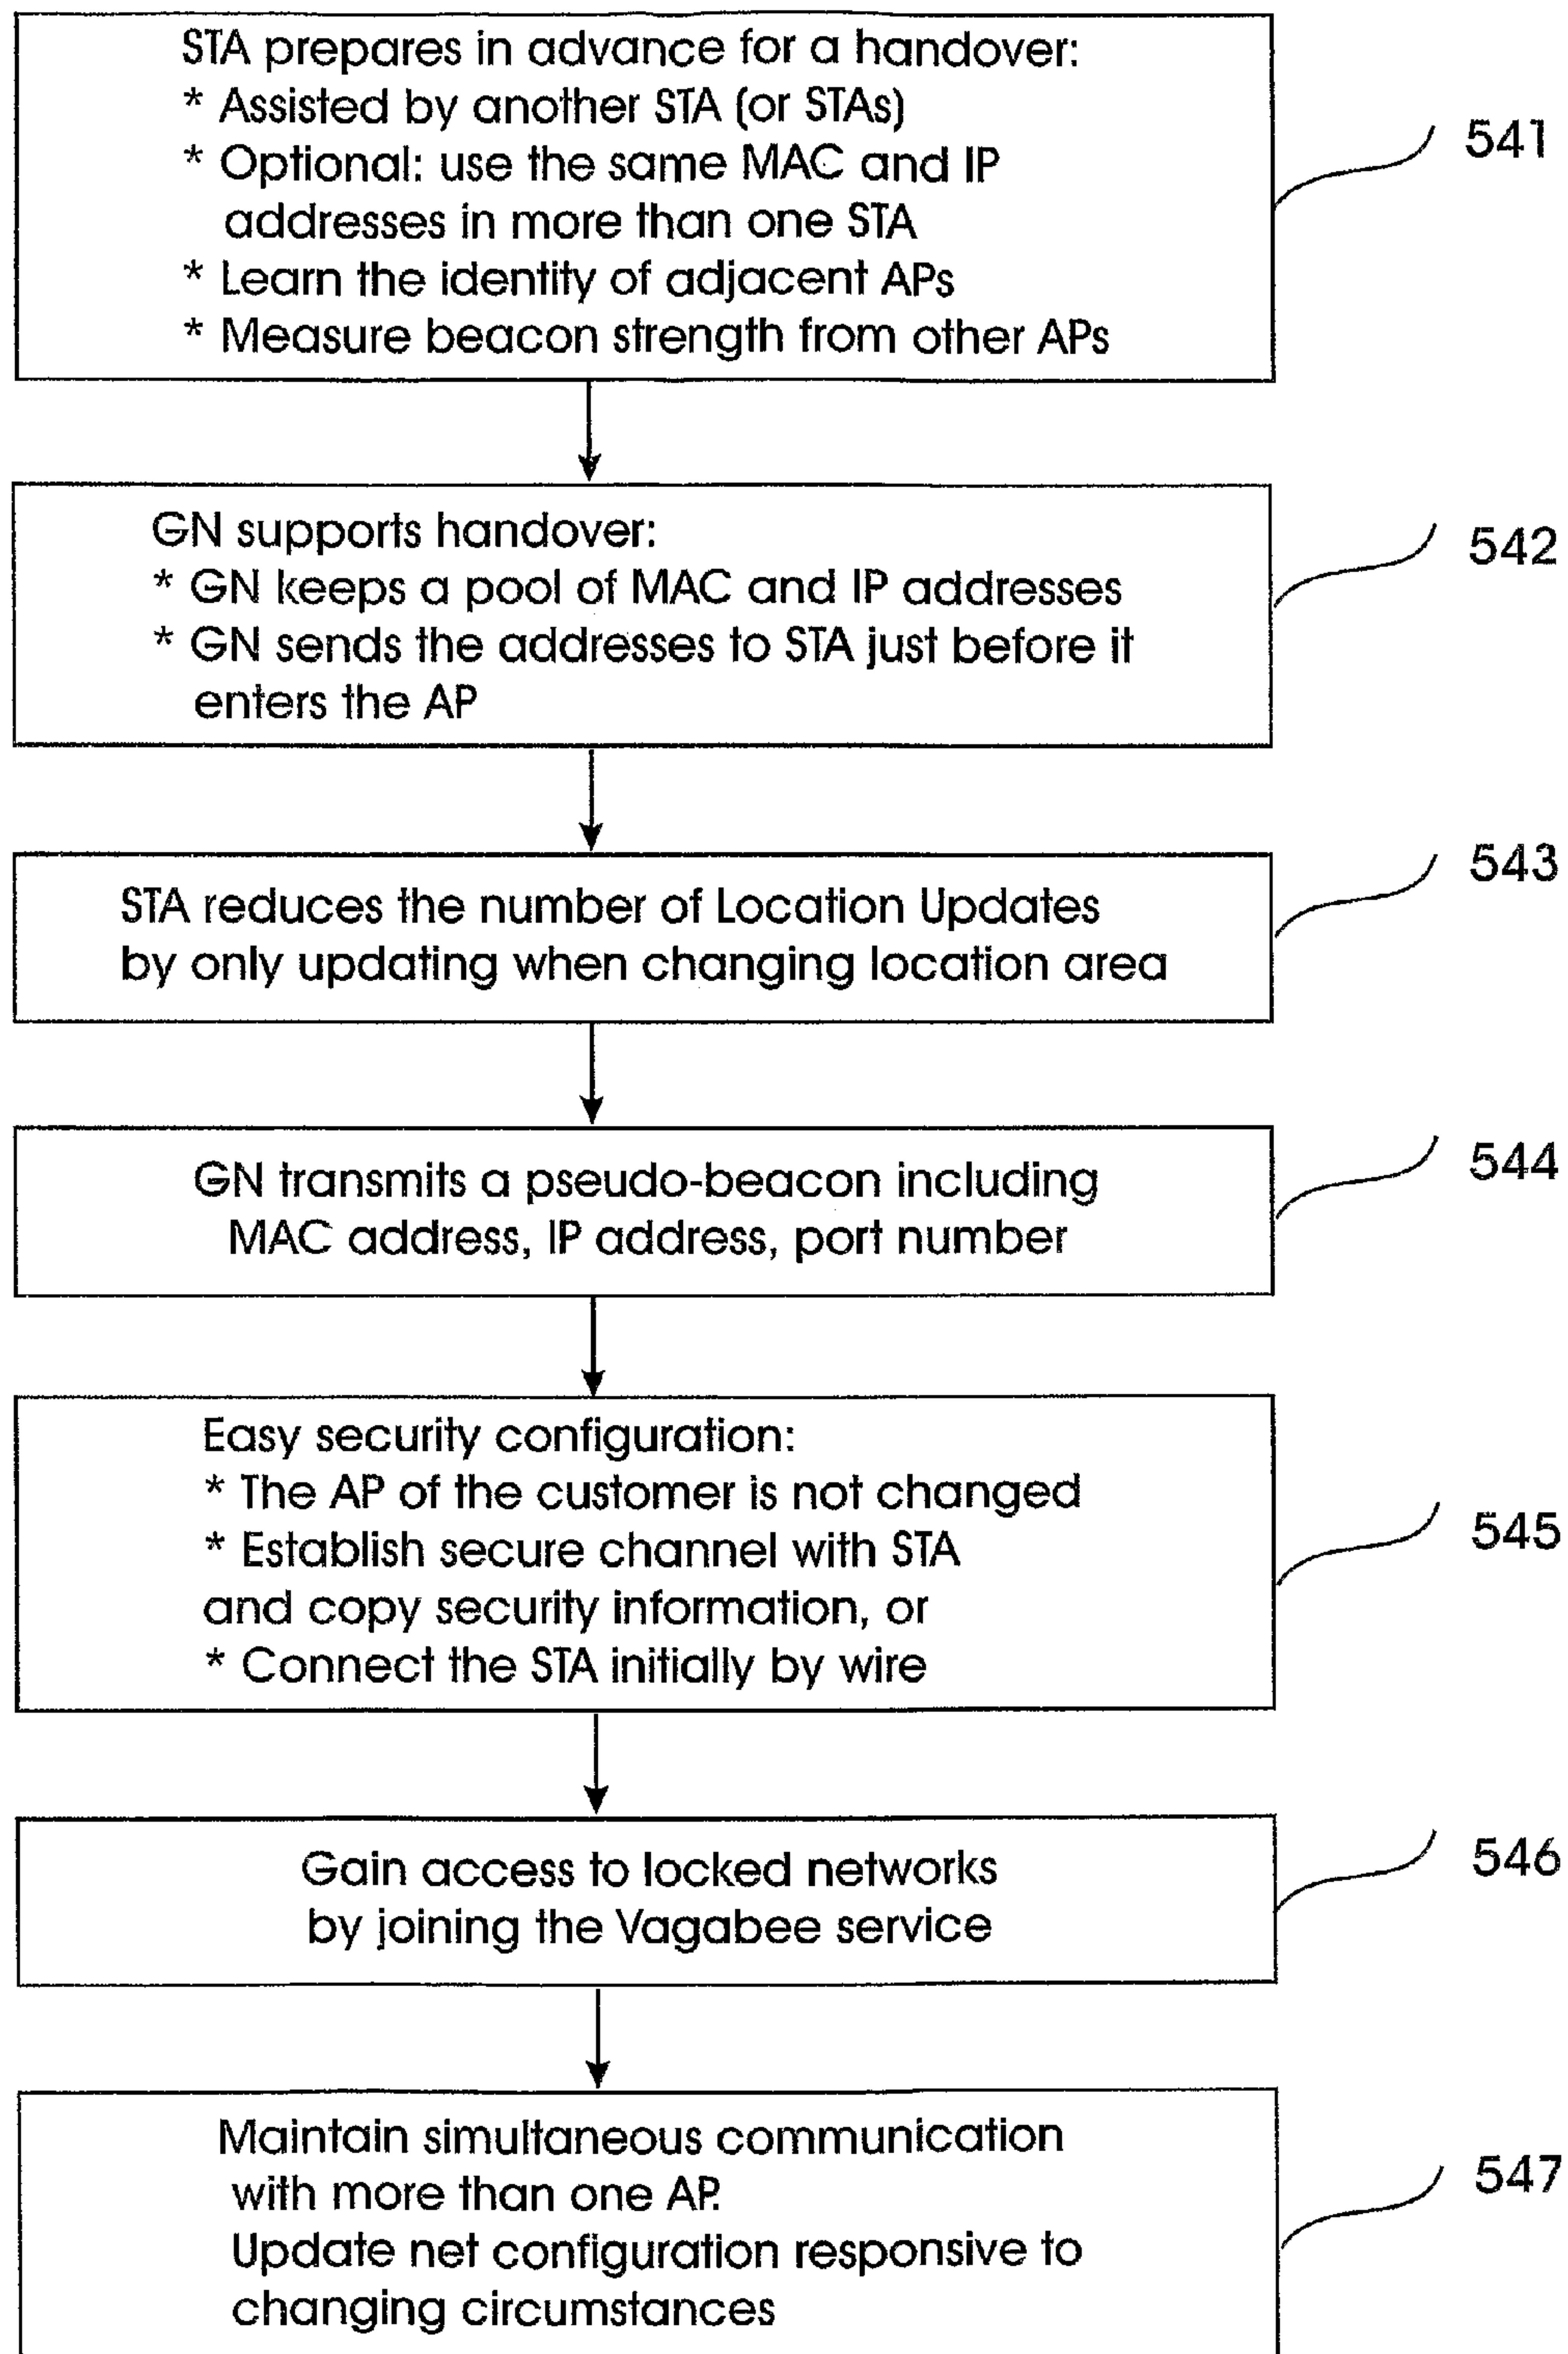 STA prepares in advance for a handover:
* Assisted by another STA (or STAs)
* Optional: use the same MAC and IP
addresses in more than one STA
* Learn the identity of adjacent APs
* Measure beacon strength from other APs
541
GN supports handover:
* GN keeps a pool of MAC and IP addresses
* GN sends the addresses to STA just before it
enters the AP
542
STA reduces the number of Location Updates
by only updating when changing location area
543
GN transmits a pseudo-beacon including
MAC address, IP address, port number
544
Easy security configuration:
* The AP of the customer is not changed
* Establish secure channel with STA
and copy security information, or
* Connect the STA initially by wire
545
Gain access to locked networks
by joining the Vagabee service
546
Maintain simultaneous communication
with more than one AP.
Update net configuration responsive to
changing circumstances
547